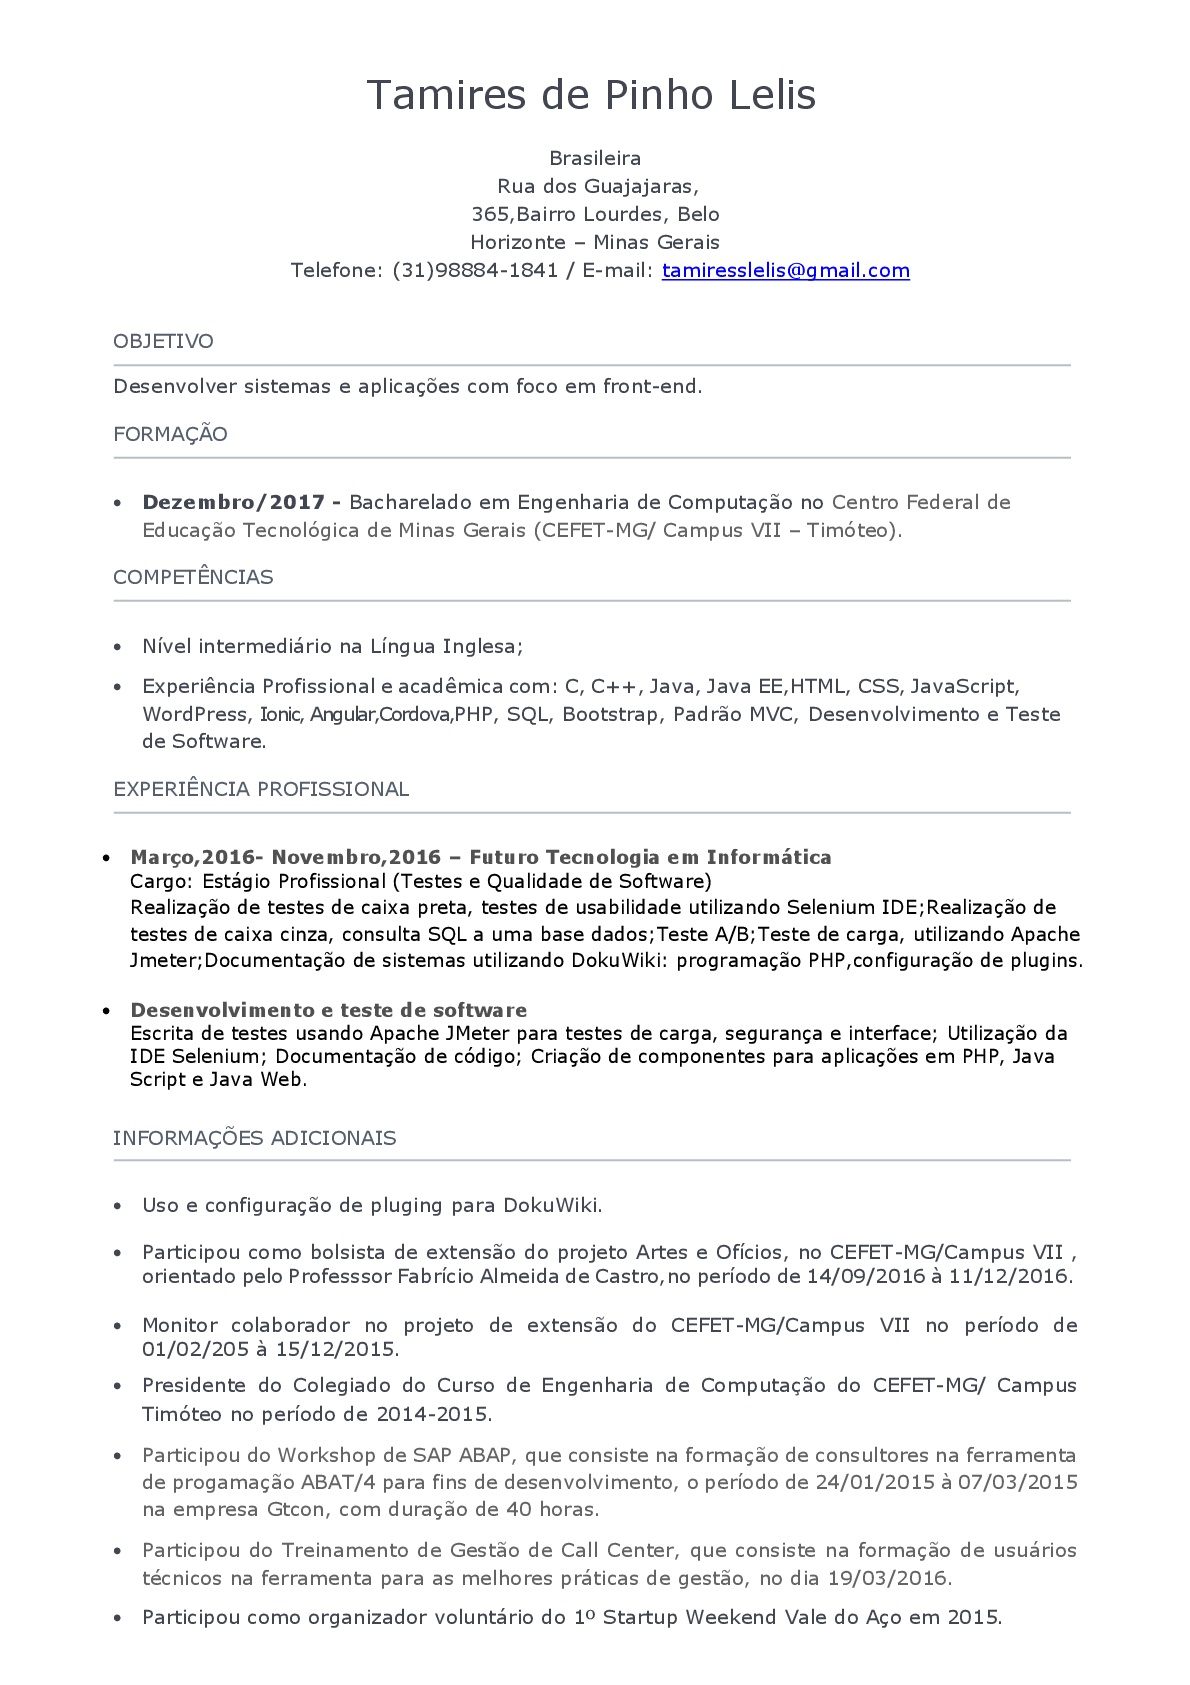 Tamires de Pinho Lelis
Brasileira
Rua dos Guajajaras,
365,Bairro Lourdes, Belo
Horizonte – Minas Gerais
Telefone: (31)98884-1841 / E-mail: tamiresslelis@gmail.com
OBJETIVO
Desenvolver sistemas e aplicações com foco em front-end.
FORMAÇÃO
• Dezembro/2017 - Bacharelado em Engenharia de Computação no Centro Federal de
Educação Tecnológica de Minas Gerais (CEFET-MG/ Campus VII – Timóteo).
COMPETÊNCIAS
• Nível intermediário na Língua Inglesa;
• Experiência Profissional e acadêmica com: C, C++, Java, Java EE,HTML, CSS, JavaScript,
WordPress, Ionic, Angular,Cordova,PHP, SQL, Bootstrap, Padrão MVC, Desenvolvimento e Teste
de Software.
EXPERIÊNCIA PROFISSIONAL
• Março,2016- Novembro,2016 – Futuro Tecnologia em Informática
Cargo: Estágio Profissional (Testes e Qualidade de Software)
Realização de testes de caixa preta, testes de usabilidade utilizando Selenium IDE;Realização de
testes de caixa cinza, consulta SQL a uma base dados;Teste A/B;Teste de carga, utilizando Apache
Jmeter;Documentação de sistemas utilizando DokuWiki: programação PHP,configuração de plugins.
• Desenvolvimento e teste de software
Escrita de testes usando Apache JMeter para testes de carga, segurança e interface; Utilização da
IDE Selenium; Documentação de código; Criação de componentes para aplicações em PHP, Java
Script e Java Web.
INFORMAÇÕES ADICIONAIS
• Uso e configuração de pluging para DokuWiki.
• Participou como bolsista de extensão do projeto Artes e Ofícios, no CEFET-MG/Campus VII ,
orientado pelo Professsor Fabrício Almeida de Castro,no período de 14/09/2016 à 11/12/2016.
• Monitor colaborador no projeto de extensão do CEFET-MG/Campus VII no período de
01/02/205 à 15/12/2015.
• Presidente do Colegiado do Curso de Engenharia de Computação do CEFET-MG/ Campus
Timóteo no período de 2014-2015.
• Participou do Workshop de SAP ABAP, que consiste na formação de consultores na ferramenta
de progamação ABAT/4 para fins de desenvolvimento, o período de 24/01/2015 à 07/03/2015
na empresa Gtcon, com duração de 40 horas.
• Participou do Treinamento de Gestão de Call Center, que consiste na formação de usuários
técnicos na ferramenta para as melhores práticas de gestão, no dia 19/03/2016.
• Participou como organizador voluntário do 1º Startup Weekend Vale do Aço em 2015.